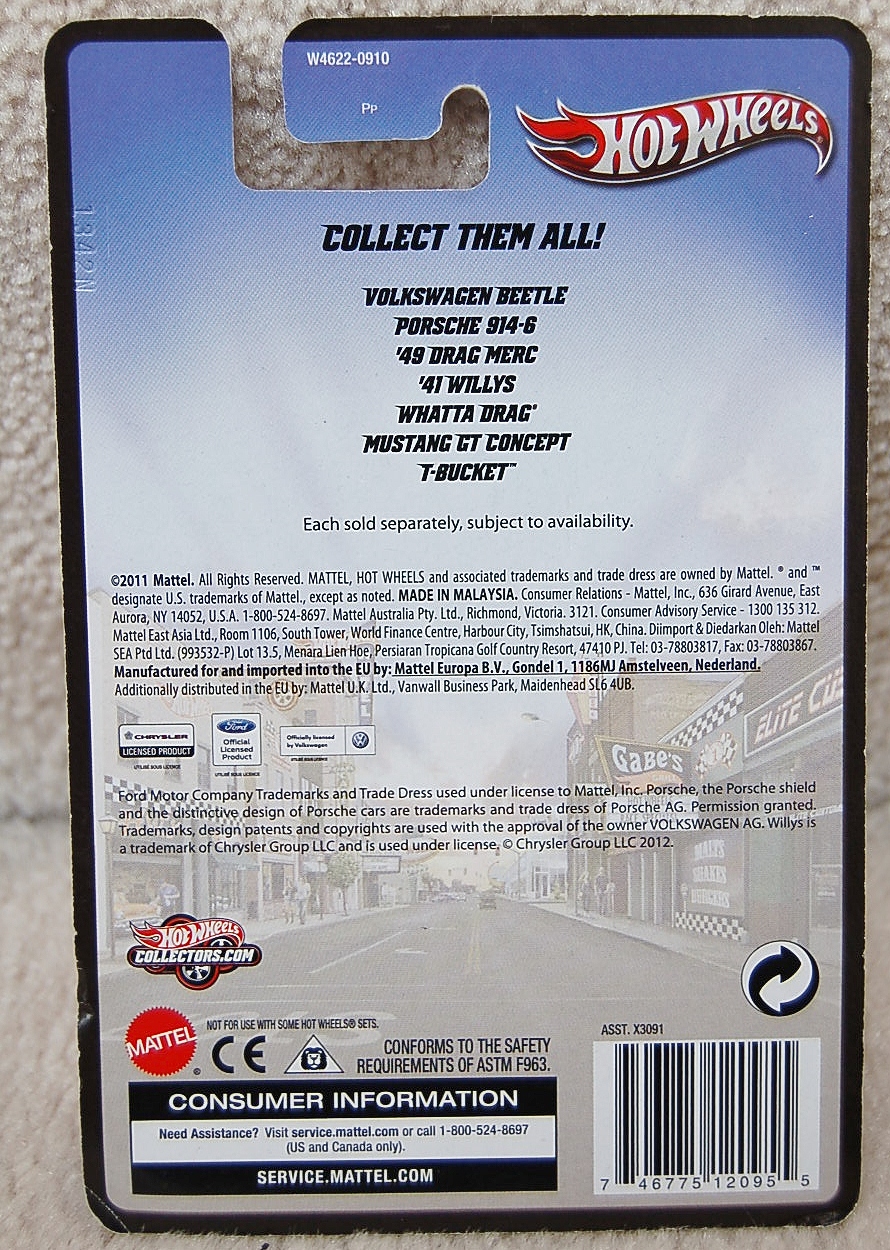 W4622-0910
Pp
HOT WHEELS®
1342N
COLLECT THEM ALL!
VOLKSWAGEN BEETLE
PORSCHE 914-6
'49 DRAG MERC
'41 WILLYS
WHATTA DRAG®
MUSTANG GT CONCEPT
T-BUCKET™
Each sold separately, subject to availability.
©2011 Mattel. All Rights Reserved. MATTEL, HOT WHEELS and associated trademarks and trade dress are owned by Mattel. ® and ™
designate U.S. trademarks of Mattel., except as noted. MADE IN MALAYSIA. Consumer Relations - Mattel, Inc., 636 Girard Avenue, East
Aurora, NY 14052, U.S.A. 1-800-524-8697. Mattel Australia Pty. Ltd., Richmond, Victoria. 3121. Consumer Advisory Service - 1300 135 312.
Mattel East Asia Ltd., Room 1106, South Tower, World Finance Centre, Harbour City, Tsimshatsui, HK, China. Diimport & Diedarkan Oleh: Mattel
SEA Ptd Ltd. (993532-P) Lot 13.5, Menara Lien Hoe, Persiaran Tropicana Golf Country Resort, 47410 PJ. Tel: 03-78803817, Fax: 03-78803867.
Manufactured for and imported into the EU by: Mattel Europa B.V., Gondel 1, 1186MJ Amstelveen, Nederland.
Additionally distributed in the EU by: Mattel U.K. Ltd., Vanwall Business Park, Maidenhead SL6 4UB.
CHRYSLER
LICENSED PRODUCT
UTILISÉ SOUS LICENCE
Ford
Official
Licensed
Product
UTILISÉ SOUS LICENCE
Officially licensed
by Volkswagen
UTILISÉ SOUS LICENCE
ELITE
GABE'S
Ford Motor Company Trademarks and Trade Dress used under license to Mattel, Inc. Porsche, the Porsche shield
and the distinctive design of Porsche cars are trademarks and trade dress of Porsche AG. Permission granted.
Trademarks, design patents and copyrights are used with the approval of the owner VOLKSWAGEN AG. Willys is
a trademark of Chrysler Group LLC and is used under license. © Chrysler Group LLC 2012.
MALTS
SHAKES
BURGERS
HOT WHEELS
COLLECTORS.COM
MATTEL®
NOT FOR USE WITH SOME HOT WHEELS® SETS.
CE
CONFORMS TO THE SAFETY
REQUIREMENTS OF ASTM F963.
CONSUMER INFORMATION
Need Assistance? Visit service.mattel.com or call 1-800-524-8697
(US and Canada only).
SERVICE.MATTEL.COM
ASST. X3091
7 46775 12095 5